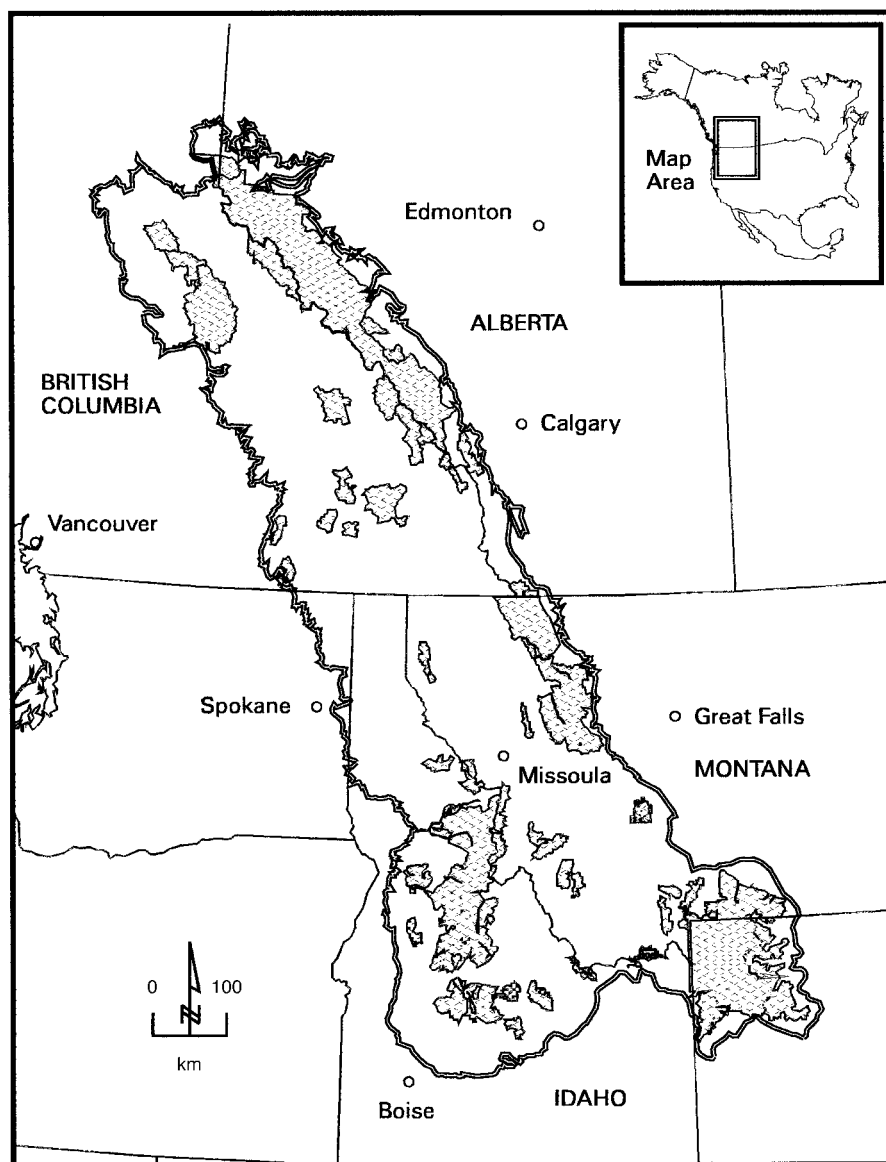 Map
Area
Edmonton
ALBERTA
BRITISH
COLUMBIA
Calgary
Vancouver
Spokane
Great Falls
Missoula
MONTANA
0 100
N
km
IDAHO
Boise